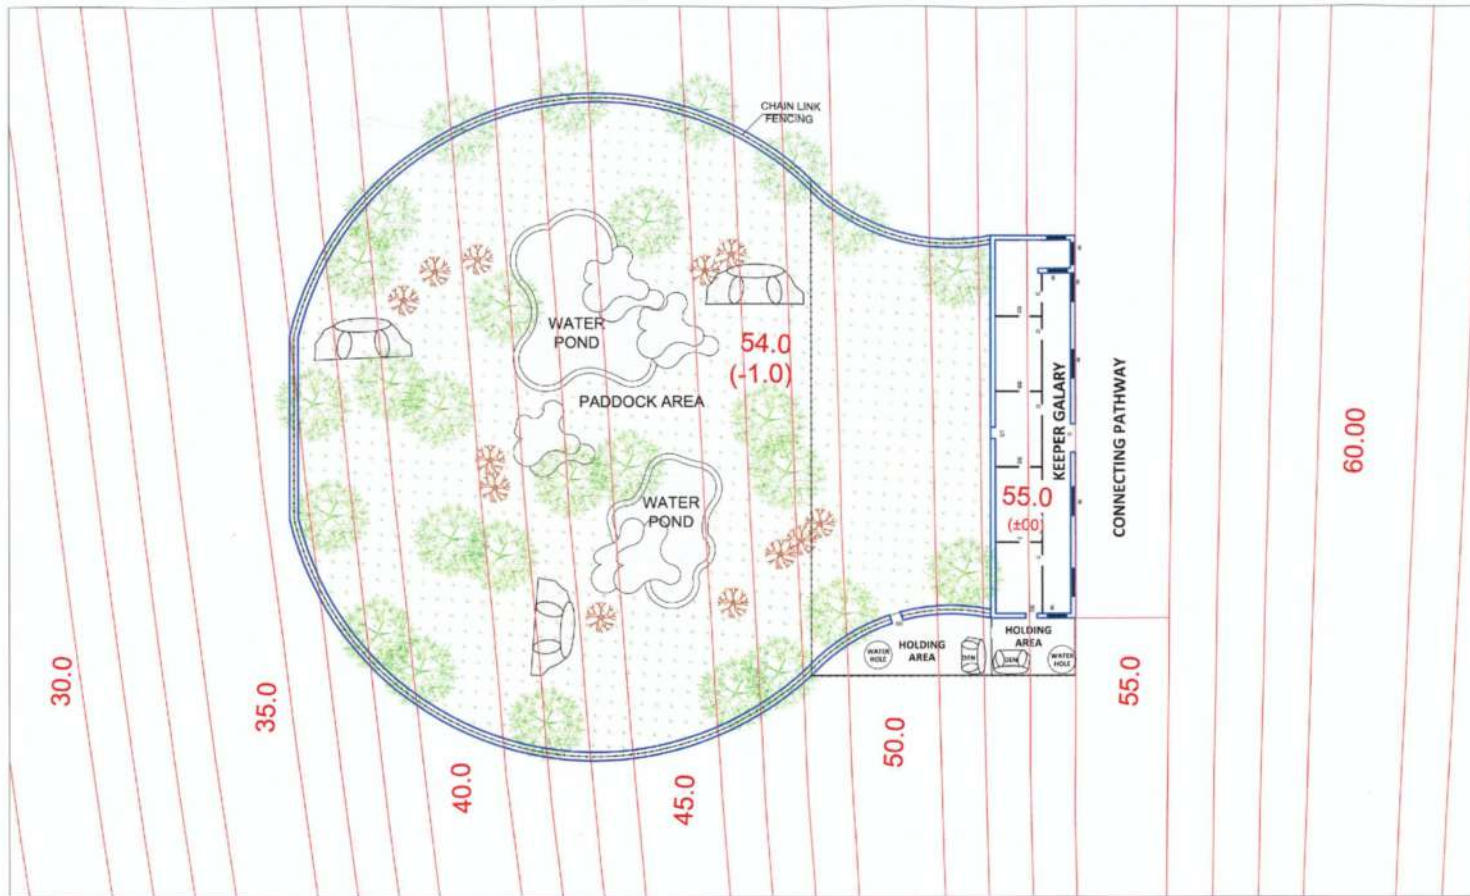 CHAIN LINK
FENCING
WATER
POND
54.0
(-1.0)
PADDOCK AREA
WATER
POND
KEEPER GALARY
55.0
(±00)
CONNECTING PATHWAY
60.00
HOLDING
AREA
WATER
HOLE
DEN
HOLDING
AREA
DEN
WATER
HOLE
30.0
35.0
40.0
45.0
50.0
55.0